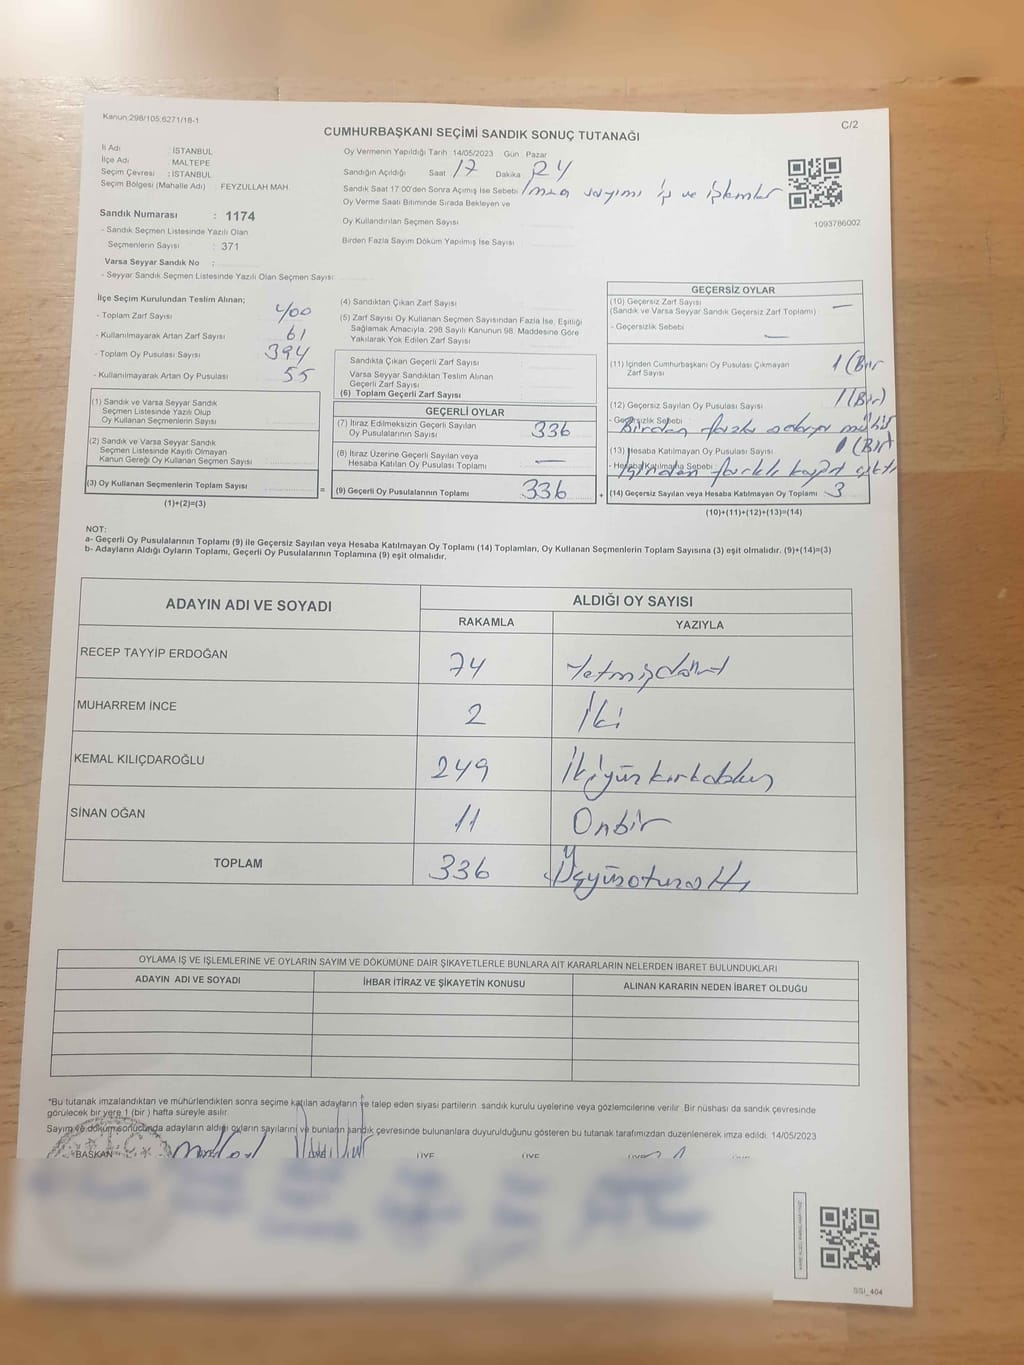 Kanun:298/105,6271/18-1
C/2
CUMHURBAŞKANI SEÇİMİ SANDIK SONUÇ TUTANAĞI
İli Adı : İSTANBUL
İlçe Adı : MALTEPE
Seçim Çevresi : İSTANBUL
Seçim Bölgesi (Mahalle Adı) FEYZULLAH MAH.
Sandık Numarası : 1174
- Sandık Seçmen Listesinde Yazılı Olan
Seçmenlerin Sayısı : 371
Varsa Seyyar Sandık No :
- Seyyar Sandık Seçmen Listesinde Yazılı Olan Seçmen Sayısı:
Oy Vermenin Yapıldığı Tarih :14/05/2023 Gün Pazar
Sandığın Açıldığı Saat 17 Dakika 24
Sandık Saat 17:00'den Sonra Açılmış İse Sebebi İmza sayımı iş ve işlemler
Oy Verme Saati Bitiminde Sırada Bekleyen ve
Oy Kullandırılan Seçmen Sayısı
Birden Fazla Sayım Döküm Yapılmış İse Sayısı
1093786002
İlçe Seçim Kurulundan Teslim Alınan;
- Toplam Zarf Sayısı : 400
- Kullanılmayarak Artan Zarf Sayısı : 61
- Toplam Oy Pusulası Sayısı : 394
- Kullanılmayarak Artan Oy Pusulası : 55
(1) Sandık ve Varsa Seyyar Sandık
Seçmen Listesinde Yazılı Olup
Oy Kullanan Seçmenlerin Sayısı :
(2) Sandık ve Varsa Seyyar Sandık
Seçmen Listesinde Kayıtlı Olmayan
Kanun Gereği Oy Kullanan Seçmen Sayısı :
(3) Oy Kullanan Seçmenlerin Toplam Sayısı
(1)+(2)=(3)
=
(4) Sandıktan Çıkan Zarf Sayısı
(5) Zarf Sayısı Oy Kullanan Seçmen Sayısından Fazla İse, Eşitliği
Sağlamak Amacıyla, 298 Sayılı Kanunun 98. Maddesine Göre
Yakılarak Yok Edilen Zarf Sayısı
Sandıkta Çıkan Geçerli Zarf Sayısı
Varsa Seyyar Sandıktan Teslim Alınan
Geçerli Zarf Sayısı
(6) Toplam Geçerli Zarf Sayısı
GEÇERLİ OYLAR
(7) İtiraz Edilmeksizin Geçerli Sayılan
Oy Pusulalarının Sayısı 336
(8) İtiraz Üzerine Geçerli Sayılan veya
Hesaba Katılan Oy Pusulası Toplamı —
(9) Geçerli Oy Pusulalarının Toplamı 336
+
GEÇERSİZ OYLAR
(10) Geçersiz Zarf Sayısı
(Sandık ve Varsa Seyyar Sandık Geçersiz Zarf Toplamı) —
- Geçersizlik Sebebi —
(11) İçinden Cumhurbaşkanı Oy Pusulası Çıkmayan
Zarf Sayısı 1 (Bir
(12) Geçersiz Sayılan Oy Pusulası Sayısı 1 (Bir)
- Geçersizlik Sebebi Birden fazla adaya mühür
(13) Hesaba Katılmayan Oy Pusulası Sayısı 1 (Bir
- Hesaba Katılmama Sebebi İçinden farklı kağıt çıktı
(14) Geçersiz Sayılan veya Hesaba Katılmayan Oy Toplamı 3
(10)+(11)+(12)+(13)=(14)
NOT:
a- Geçerli Oy Pusulalarının Toplamı (9) ile Geçersiz Sayılan veya Hesaba Katılmayan Oy Toplamı (14) Toplamları, Oy Kullanan Seçmenlerin Toplam Sayısına (3) eşit olmalıdır. (9)+(14)=(3)
b- Adayların Aldığı Oyların Toplamı, Geçerli Oy Pusulalarının Toplamına (9) eşit olmalıdır.
ADAYIN ADI VE SOYADI ALDIĞI OY SAYISI
RAKAMLA YAZIYLA
RECEP TAYYİP ERDOĞAN 74 Yetmişdört
MUHARREM İNCE 2 İki
KEMAL KILIÇDAROĞLU 249 İkiyüzkırkdokuz
SİNAN OĞAN 11 Onbir
TOPLAM 336 Üçyüzotuzaltı
OYLAMA İŞ VE İŞLEMLERİNE VE OYLARIN SAYIM VE DÖKÜMÜNE DAİR ŞİKAYETLERLE BUNLARA AİT KARARLARIN NELERDEN İBARET BULUNDUKLARI
ADAYIN ADI VE SOYADI İHBAR İTİRAZ VE ŞİKAYETİN KONUSU ALINAN KARARIN NEDEN İBARET OLDUĞU
*Bu tutanak imzalandıktan ve mühürlendikten sonra seçime katılan adayların ve talep eden siyasi partilerin sandık kurulu üyelerine veya gözlemcilerine verilir. Bir nüshası da sandık çevresinde
görülecek bir yere 1 (bir ) hafta süreyle asılır.
Sayım ve döküm sonucunda adayların aldığı oyların sayılarını ve bunların sandık çevresinde bulunanlara duyurulduğunu gösteren bu tutanak tarafımızdan düzenlenerek imza edildi. 14/05/2023
BAŞKAN ÜYE ÜYE
SSI_404